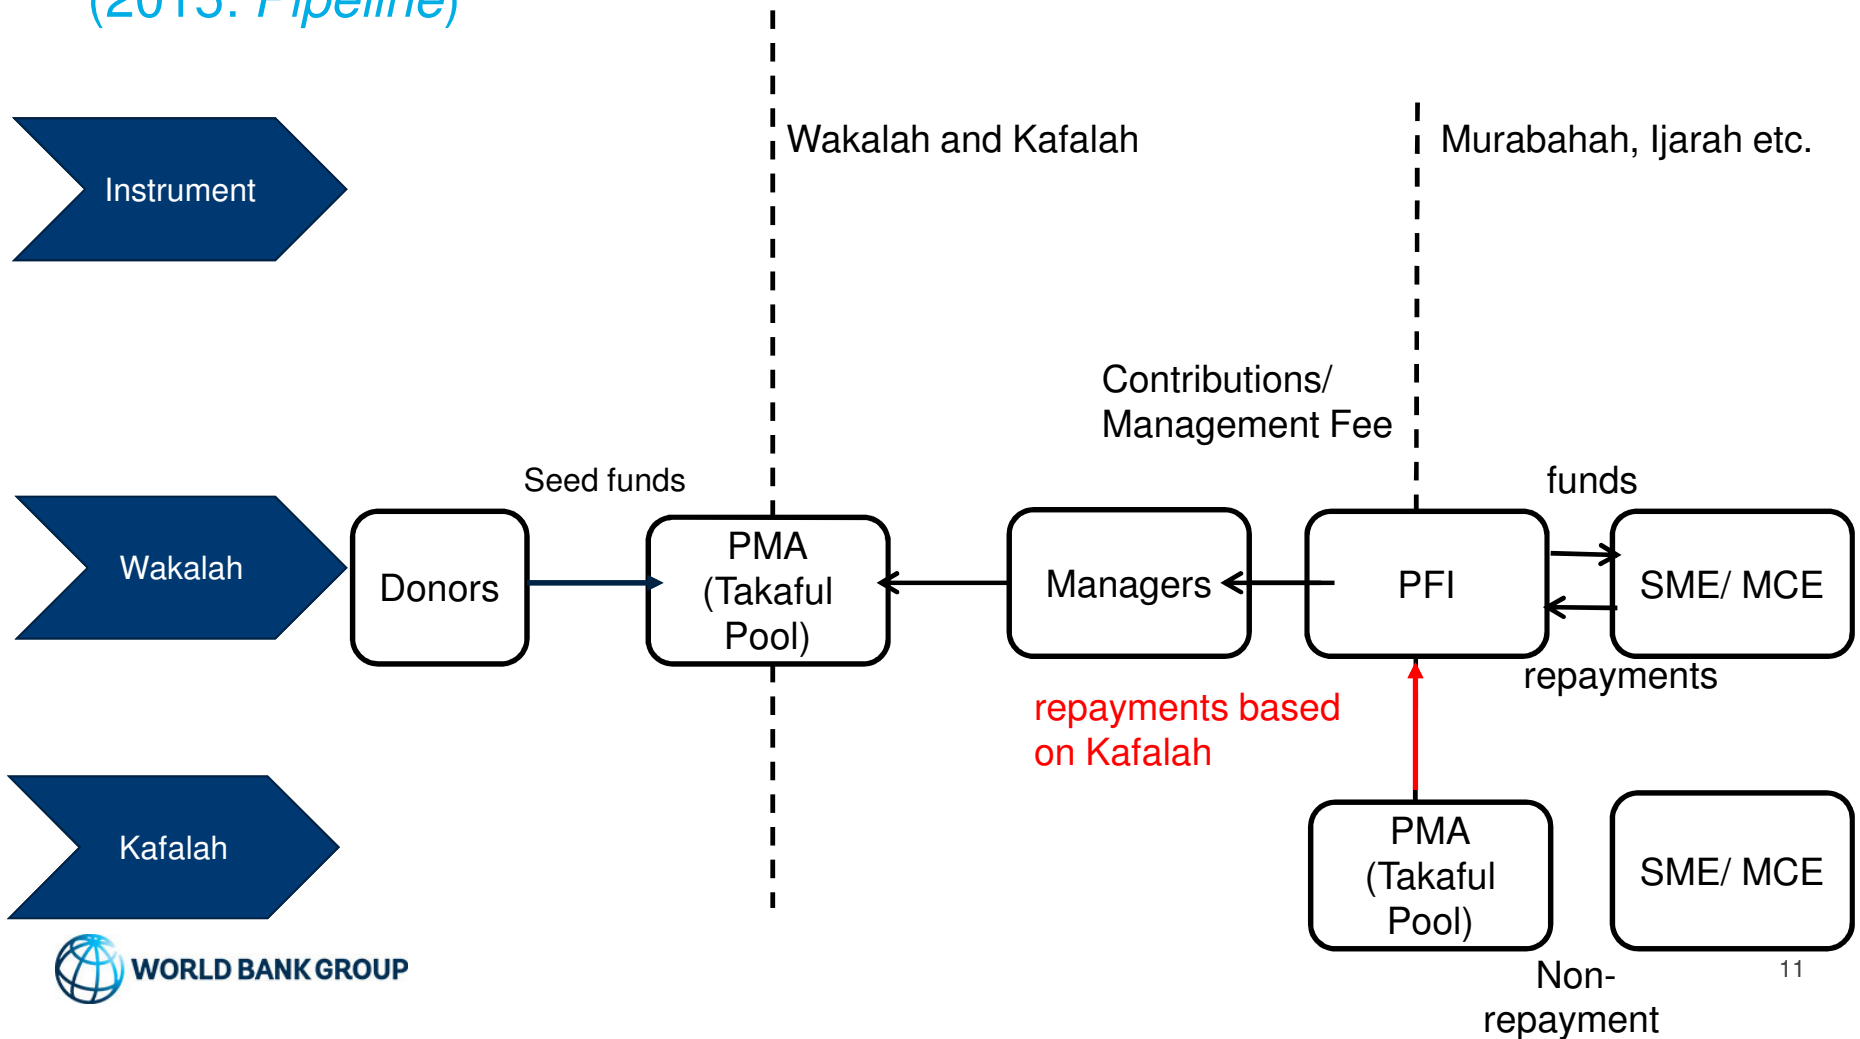 (2015: Pipeline)
Wakalah and Kafalah
Murabahah, Ijarah etc.
Instrument
Contributions/
Management Fee
Seed funds
funds
Wakalah
Donors
PMA
(Takaful
Pool)
Managers
PFI
SME/ MCE
repayments
repayments based
on Kafalah
Kafalah
PMA
(Takaful
Pool)
SME/ MCE
Non-
repayment
WORLD BANK GROUP
11